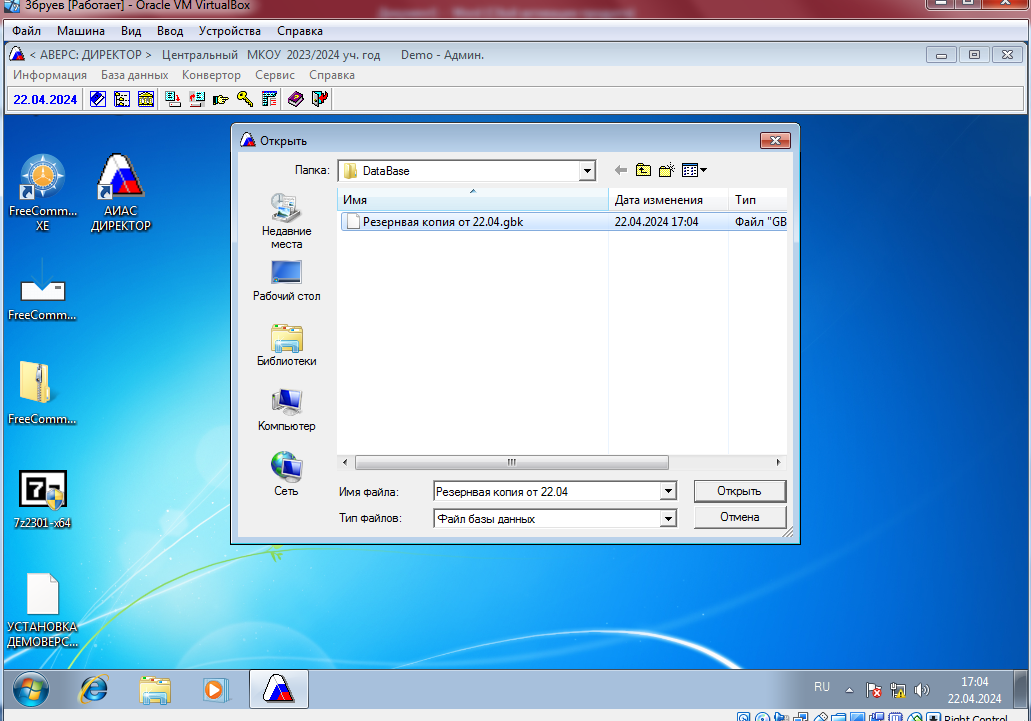 Збруев [Работает] - Oracle VM VirtualBox
Файл Машина Вид Ввод Устройства Справка
< АВЕРС: ДИРЕКТОР > Центральный МКОУ 2023/2024 уч. год Demo - Админ.
Информация База данных Конвертор Сервис Справка
22.04.2024
FreeComm... XE
АИАС ДИРЕКТОР
FreeComm...
FreeComm...
7z2301-x64
УСТАНОВКА ДЕМОВЕРС...
Открыть
Папка: DataBase
Имя Дата изменения Тип
Резернвая копия от 22.04.gbk 22.04.2024 17:04 Файл "GB
Недавние места
Рабочий стол
Библиотеки
Компьютер
Сеть
Имя файла: Резернвая копия от 22.04 Открыть
Тип файлов: Файл базы данных Отмена
RU 17:04
22.04.2024
Right Control